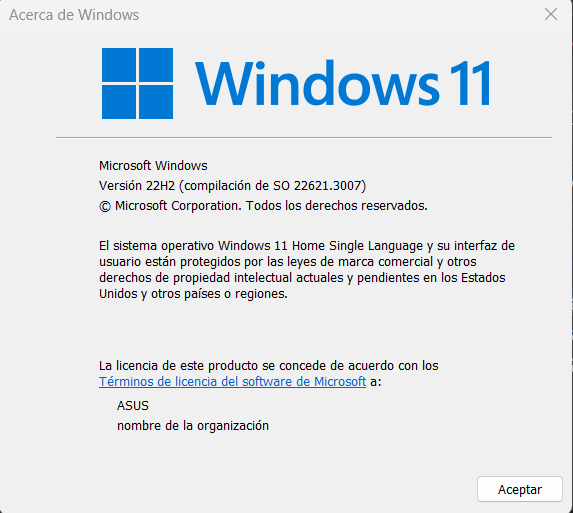 Acerca de Windows
Windows 11
Microsoft Windows
Versión 22H2 (compilación de SO 22621.3007)
© Microsoft Corporation. Todos los derechos reservados.
El sistema operativo Windows 11 Home Single Language y su interfaz de
usuario están protegidos por las leyes de marca comercial y otros
derechos de propiedad intelectual actuales y pendientes en los Estados
Unidos y otros países o regiones.
La licencia de este producto se concede de acuerdo con los
Términos de licencia del software de Microsoft a:
ASUS
nombre de la organización
Aceptar